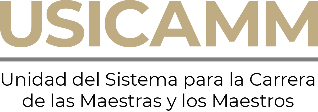 USICAMM
Unidad del Sistema para la Carrera
de las Maestras y los Maestros